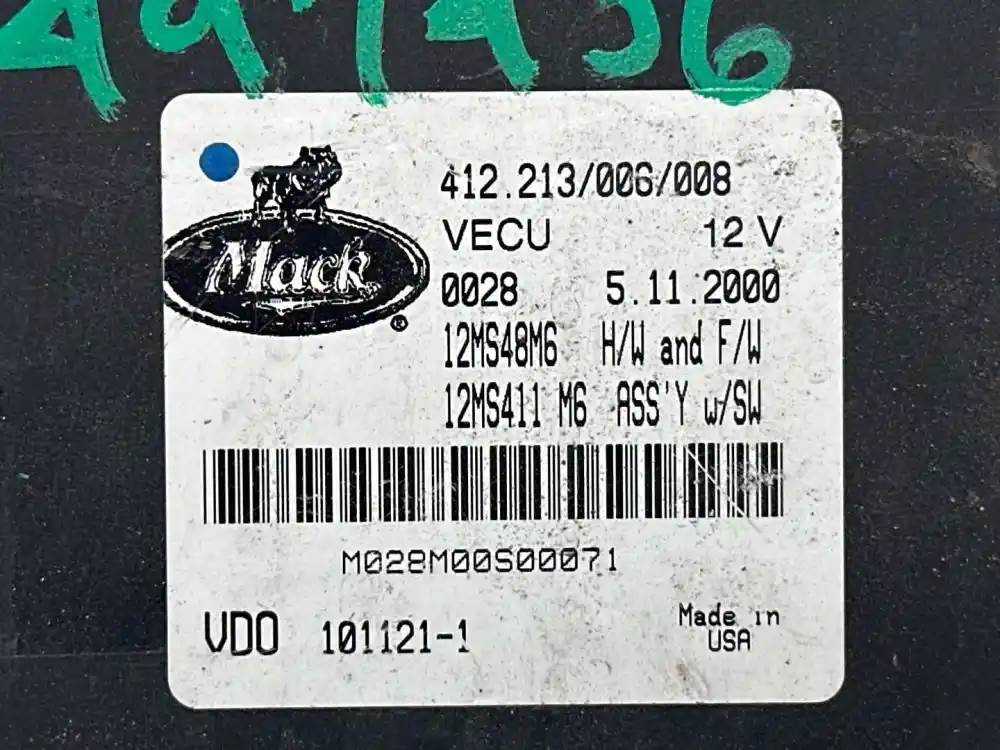 412.213/006/008
Mack
®
VECU 12 V
0028 5.11.2000
12MS48M6 H/W and F/W
12MS411 M6 ASS'Y w/SW
M028M00S00071
VDO 101121-1
Made in
USA